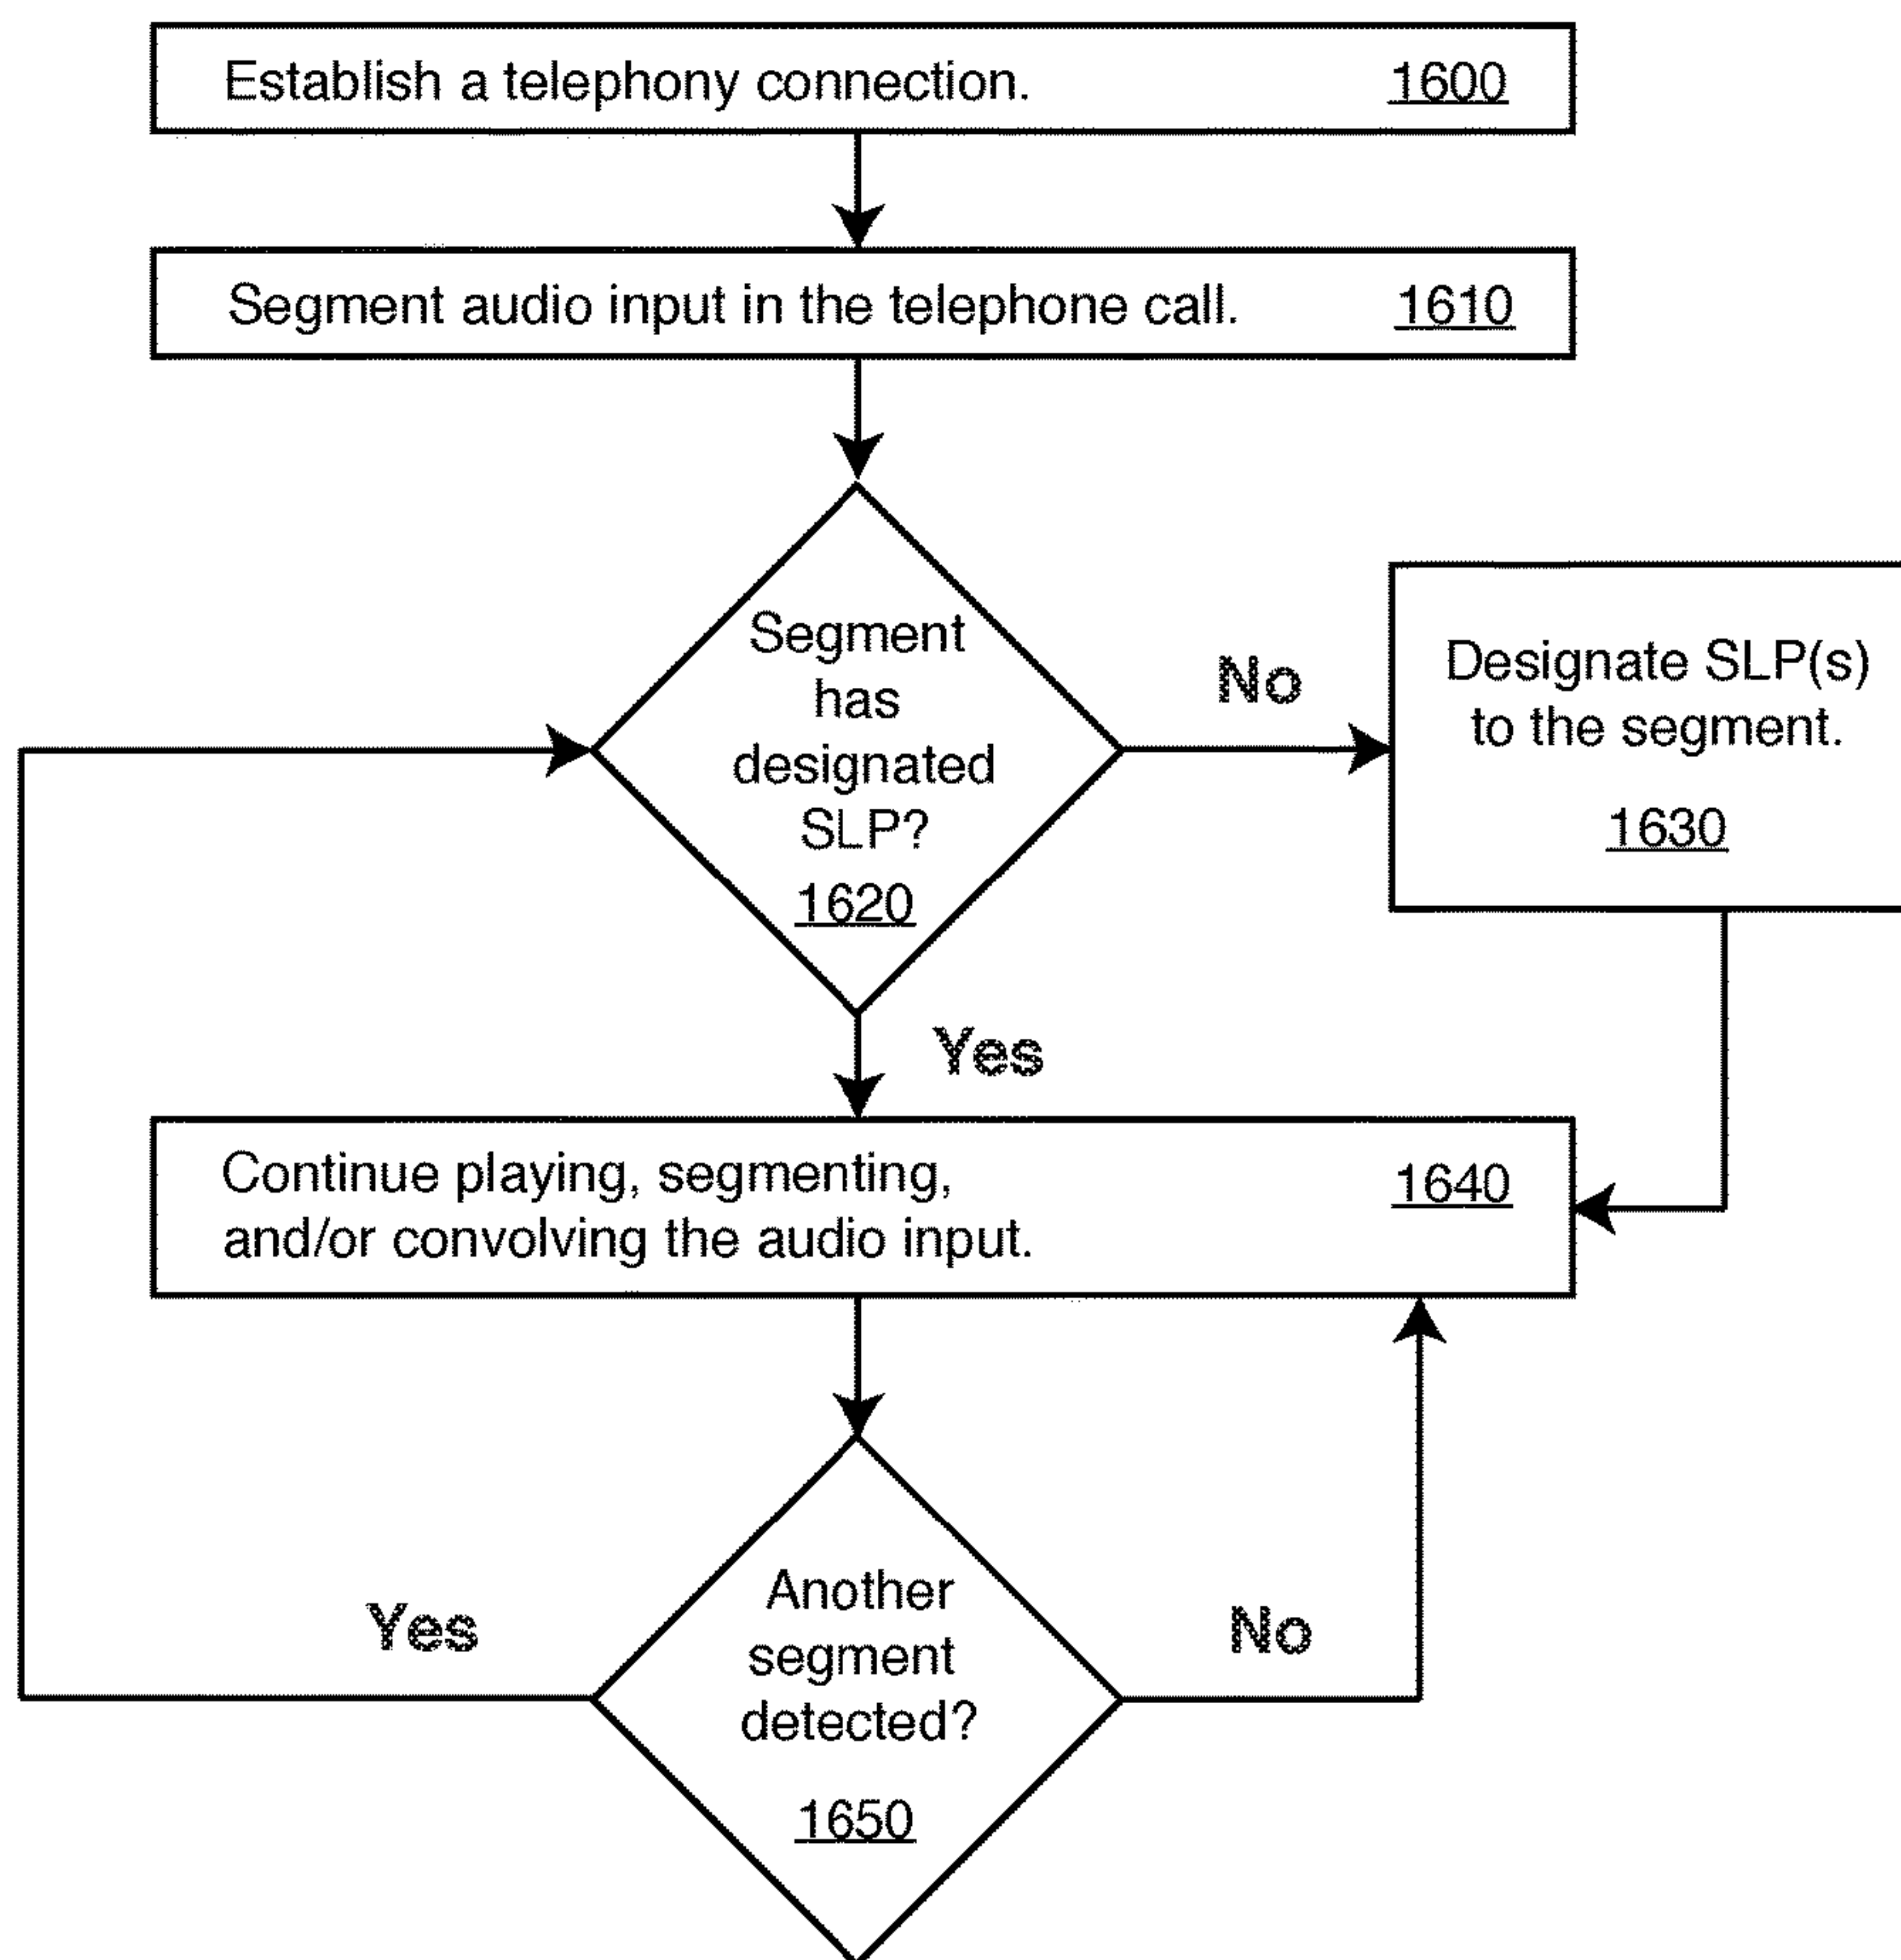 Establish a telephony connection. 1600
Segment audio input in the telephone call. 1610
Segment
has
designated
SLP?
1620
No
Designate SLP(s)
to the segment.
1630
Yes
Continue playing, segmenting,
and/or convolving the audio input.
1640
Another
segment
detected?
1650
Yes
No